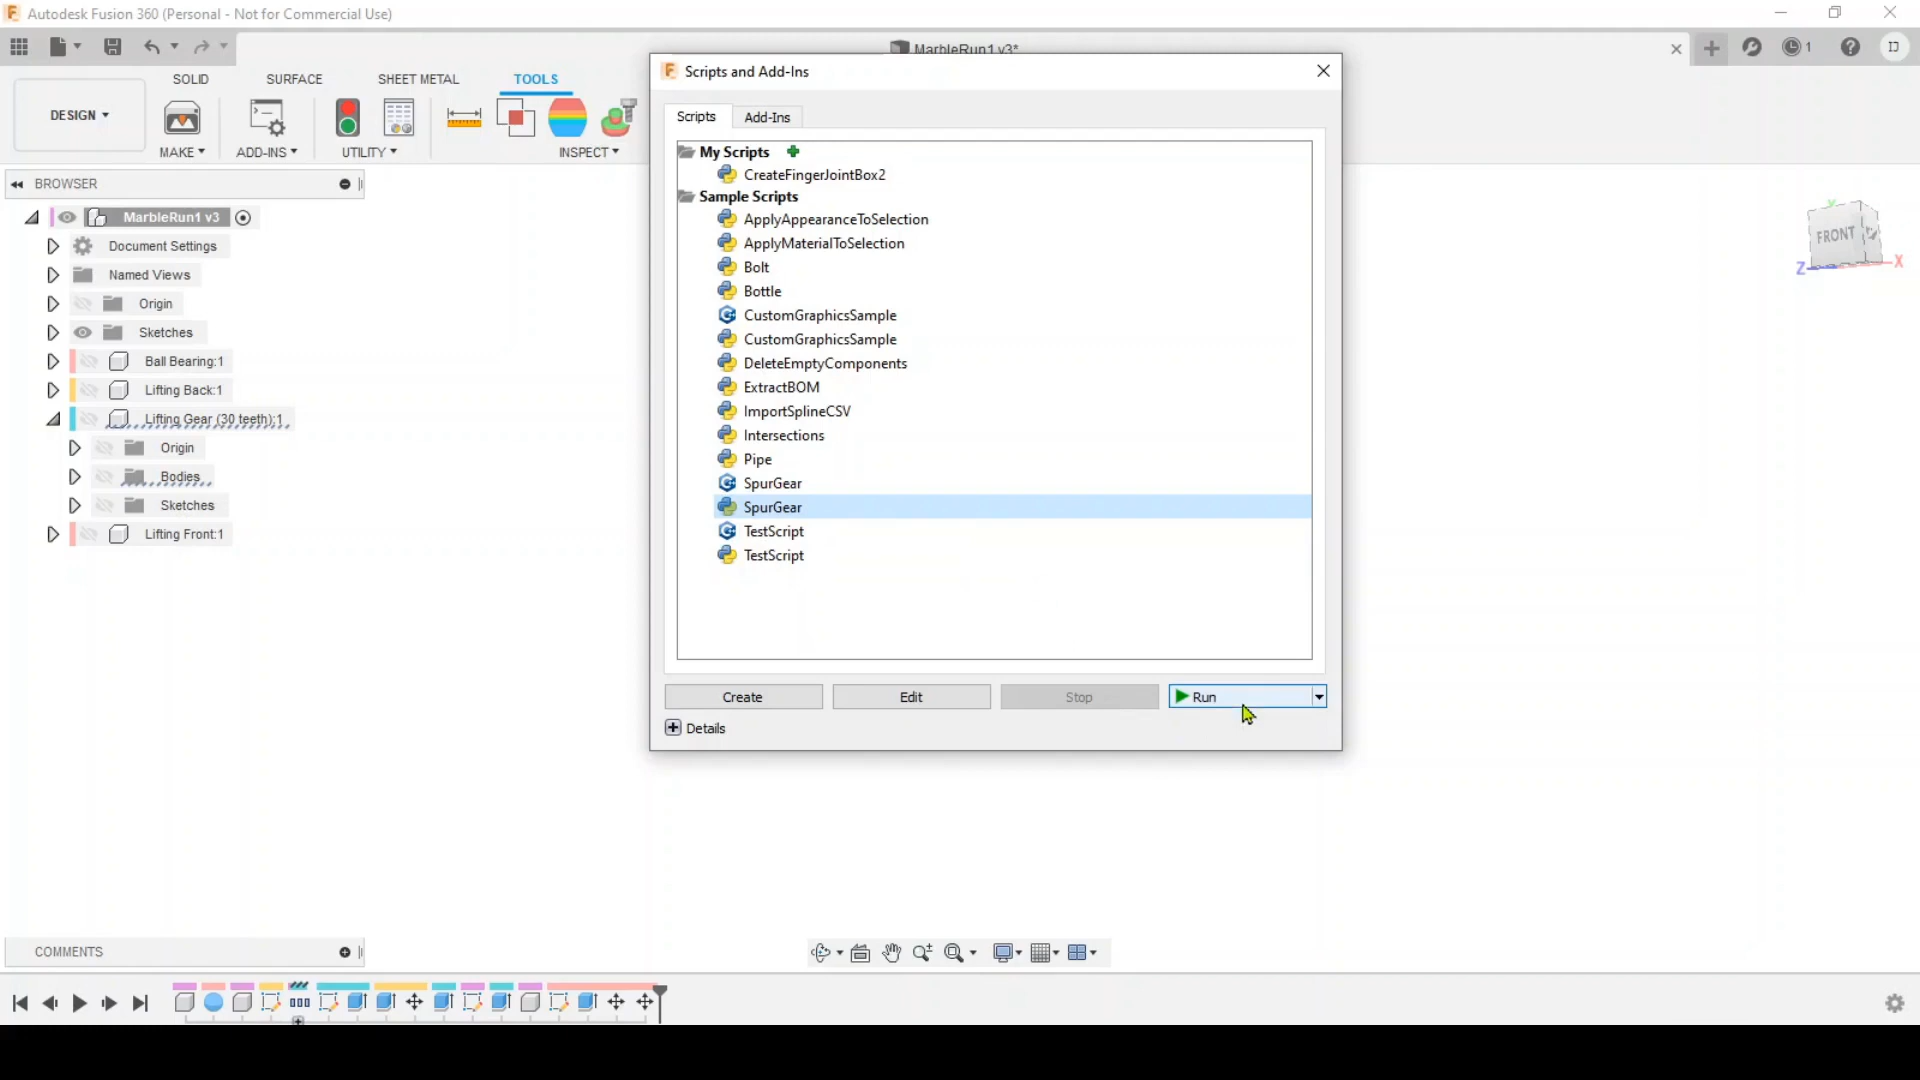 Autodesk Fusion 360 (Personal - Not for Commercial Use)
MarbleRun1 v3*
1
IJ
SOLID
SURFACE
SHEET METAL
TOOLS
DESIGN
MAKE
ADD-INS
UTILITY
INSPECT
BROWSER
MarbleRun1 v3
Document Settings
Named Views
Origin
Sketches
Ball Bearing:1
Lifting Back:1
Lifting Gear (30 teeth):1
Origin
Bodies
Sketches
Lifting Front:1
Scripts and Add-Ins
Scripts
Add-Ins
My Scripts
CreateFingerJointBox2
Sample Scripts
ApplyAppearanceToSelection
ApplyMaterialToSelection
Bolt
Bottle
CustomGraphicsSample
CustomGraphicsSample
DeleteEmptyComponents
ExtractBOM
ImportSplineCSV
Intersections
Pipe
SpurGear
SpurGear
TestScript
TestScript
Create
Edit
Stop
Run
Details
Y
FRONT
Z
X
COMMENTS